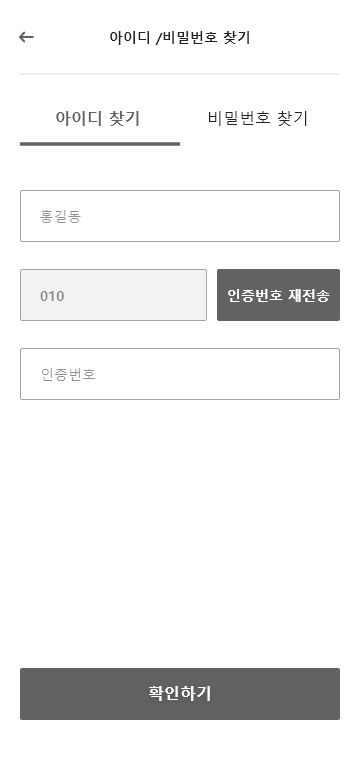 아이디 /비밀번호 찾기
아이디 찾기 비밀번호 찾기
홍길동
010 인증번호 재전송
인증번호
확인하기